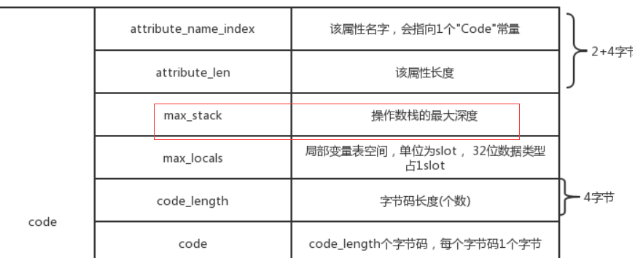 attribute_name_index 该属性名字，会指向1个"Code"常量
attribute_len 该属性长度
2+4字节
max_stack 操作数栈的最大深度
max_locals 局部变量表空间，单位为slot， 32位数据类型
占1slot
code_length 字节码长度(个数)
4字节
code
code code_length个字节码，每个字节码1个字节